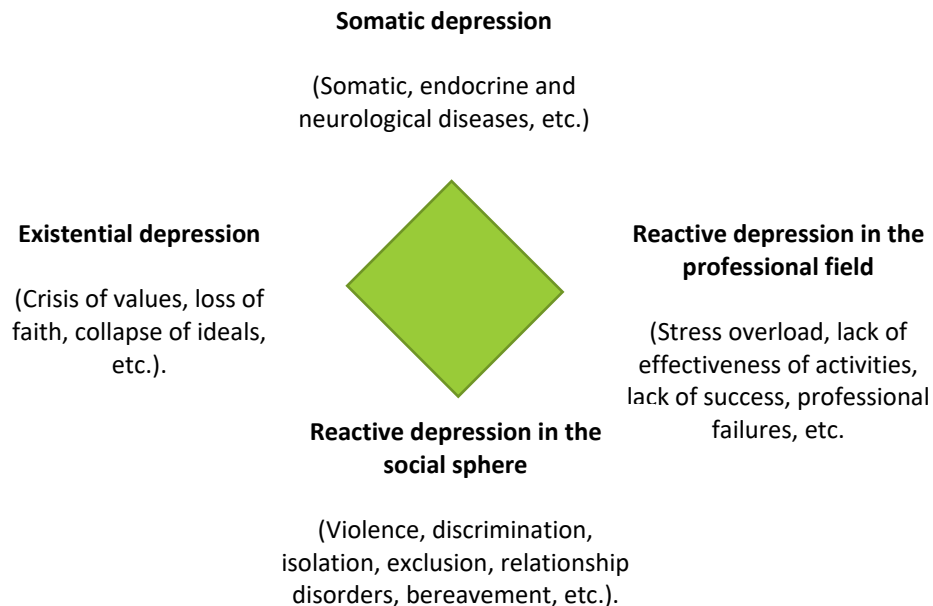 Somatic depression
(Somatic, endocrine and
neurological diseases, etc.)
Existential depression
(Crisis of values, loss of
faith, collapse of ideals,
etc.).
Reactive depression in the
professional field
(Stress overload, lack of
effectiveness of activities,
lack of success, professional
failures, etc.
Reactive depression in the
social sphere
(Violence, discrimination,
isolation, exclusion, relationship
disorders, bereavement, etc.).